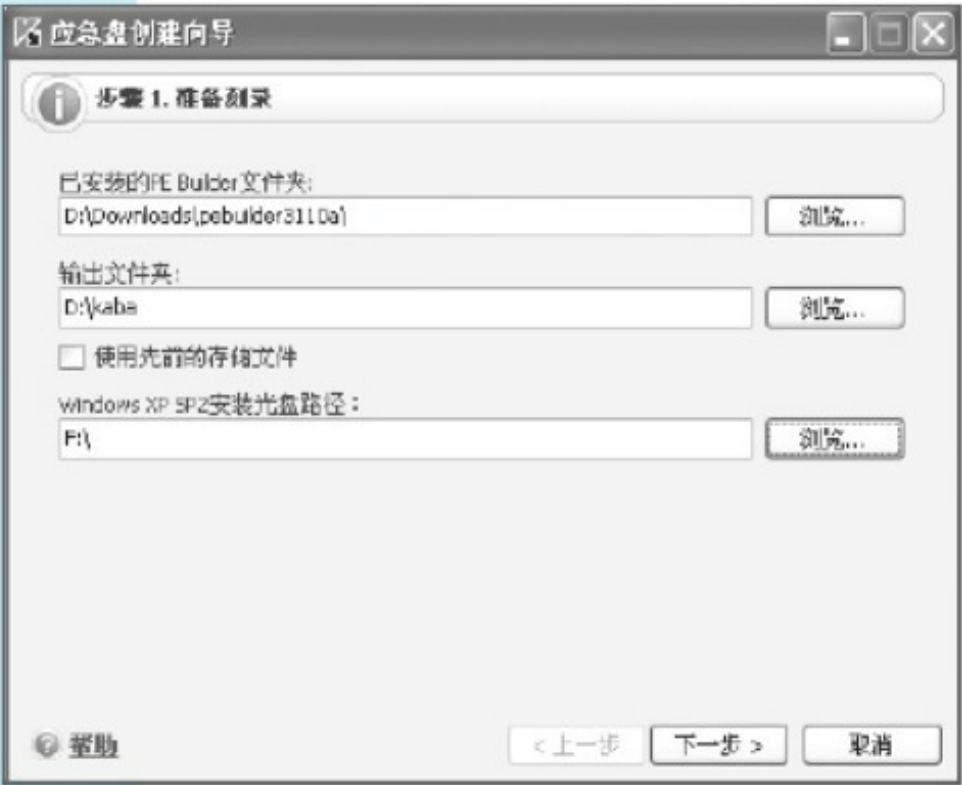 应急盘创建向导
步骤 1. 准备刻录
已安装的PE Builder文件夹:
D:\Downloads\pebuilder3110a\
浏览...
输出文件夹:
D:\kaba
浏览...
使用先前的存储文件
Windows XP SP2安装光盘路径：
F:\
浏览...
帮助
< 上一步
下一步 >
取消